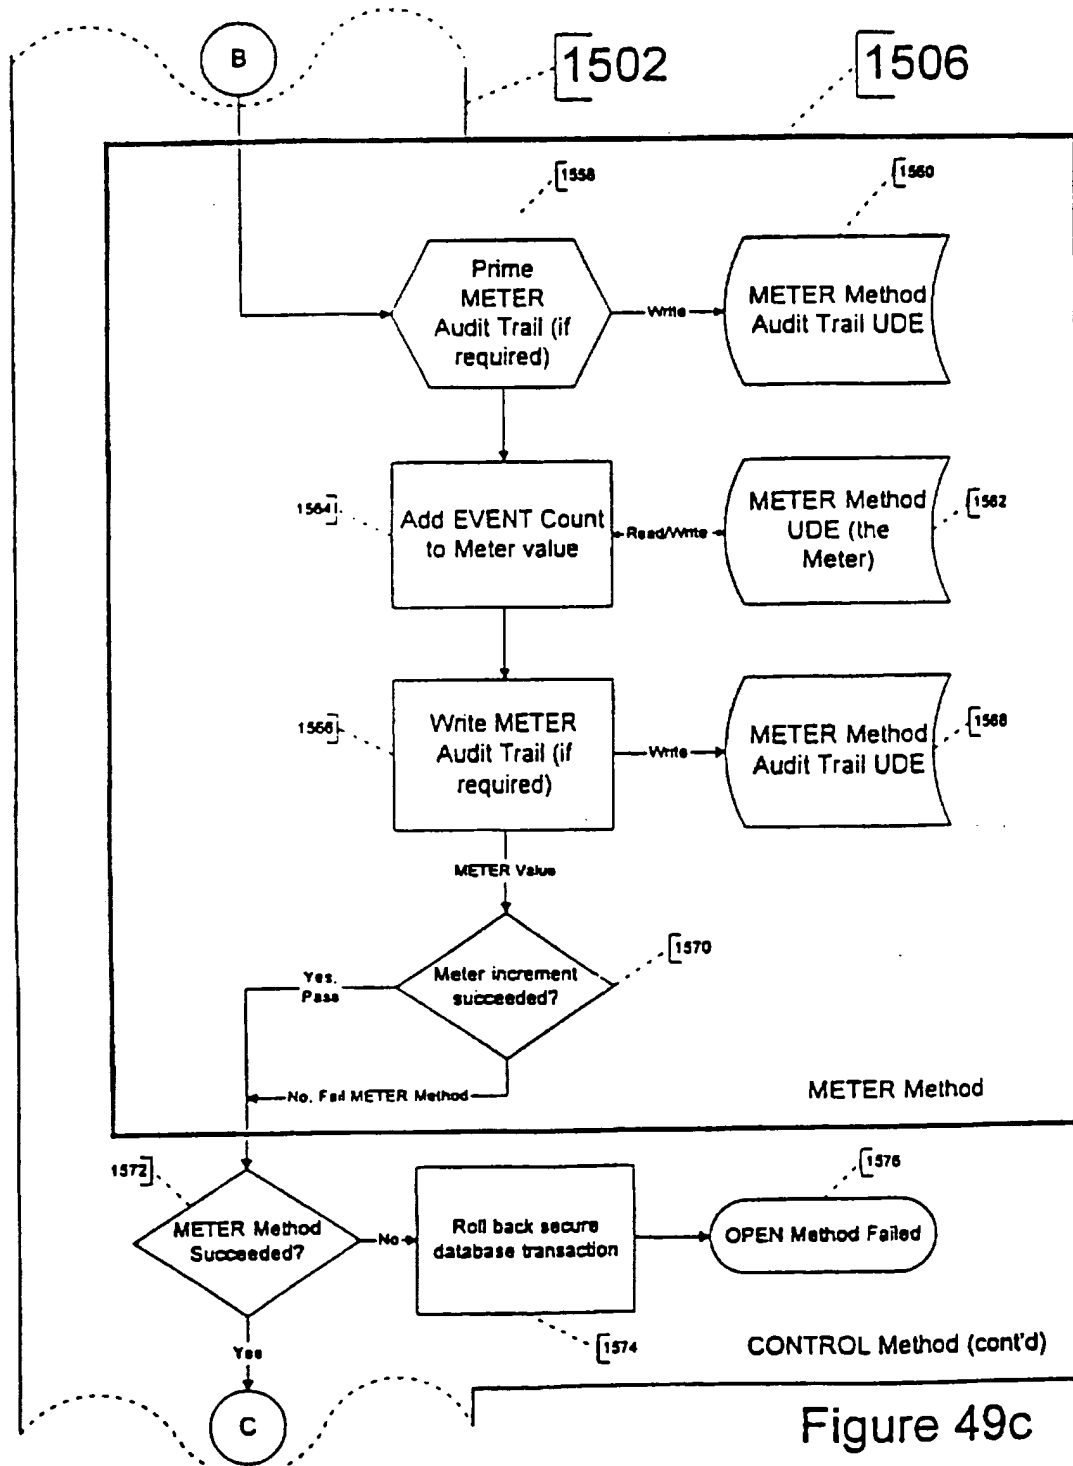 B
1502
1506
1558
1560
Prime
METER
Audit Trail (if
required)
Write
METER Method
Audit Trail UDE
1564
Add EVENT Count
to Meter value
Read/Write
METER Method
UDE (the
Meter)
1562
1566
Write METER
Audit Trail (if
required)
Write
METER Method
Audit Trail UDE
1568
METER Value
Meter increment
succeeded?
1570
Yes,
Pass
No, Fail METER Method
METER Method
1572
METER Method
Succeeded?
No
Roll back secure
database transaction
1576
OPEN Method Failed
Yes
1574
CONTROL Method (cont'd)
C
Figure 49c